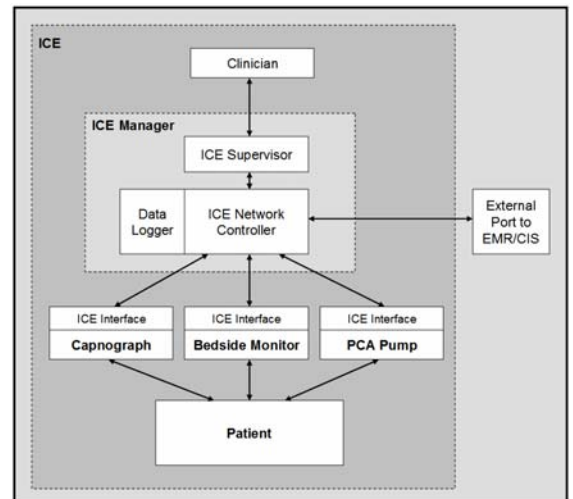 ICE
Clinician
ICE Manager
ICE Supervisor
Data
Logger
ICE Network
Controller
External
Port to
EMR/CIS
ICE Interface
Capnograph
ICE Interface
Bedside Monitor
ICE Interface
PCA Pump
Patient